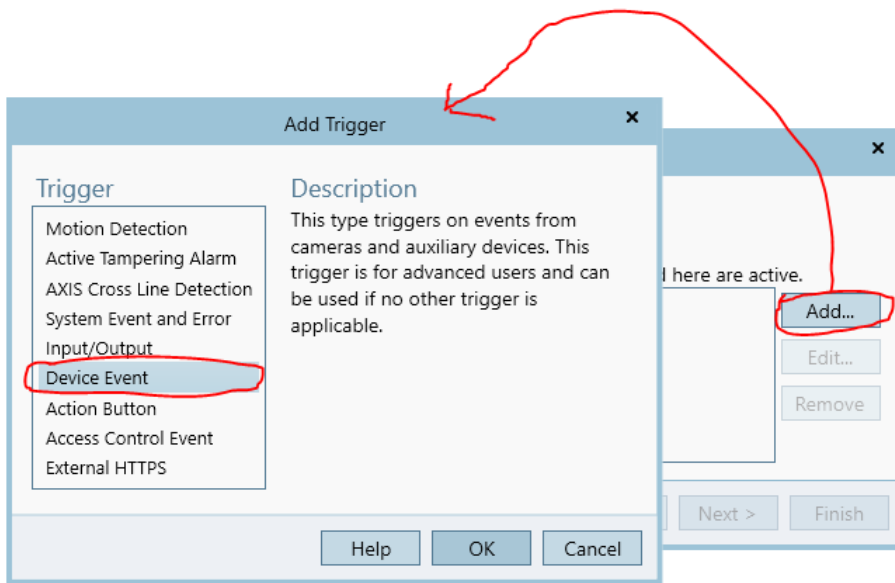 Add Trigger
Trigger
Motion Detection
Active Tampering Alarm
AXIS Cross Line Detection
System Event and Error
Input/Output
Device Event
Action Button
Access Control Event
External HTTPS
Description
This type triggers on events from
cameras and auxiliary devices. This
trigger is for advanced users and can
be used if no other trigger is
applicable.
Help
OK
Cancel
here are active.
Add...
Edit...
Remove
Next >
Finish